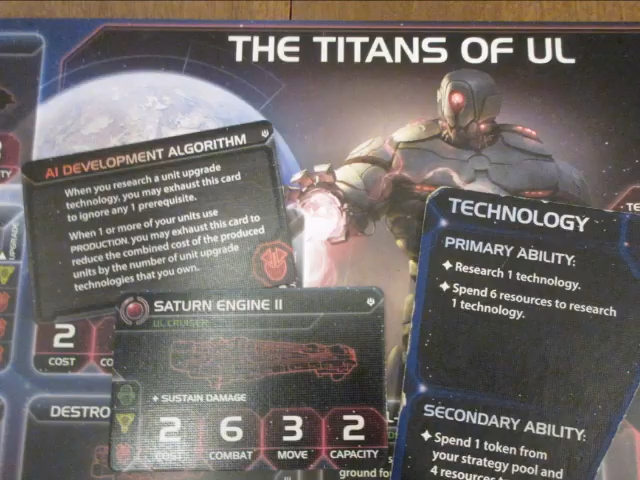 THE TITANS OF UL
AI DEVELOPMENT ALGORITHM
When you research a unit upgrade
technology, you may exhaust this card
to ignore any 1 prerequisite.
When 1 or more of your units use
PRODUCTION, you may exhaust this card to
reduce the combined cost of the produced
units by the number of unit upgrade
technologies that you own.
TECHNOLOGY
PRIMARY ABILITY:
Research 1 technology.
Spend 6 resources to research
1 technology.
SECONDARY ABILITY:
Spend 1 token from
your strategy pool and
4 resources
SATURN ENGINE II
UL CRUISER
SUSTAIN DAMAGE
2 6 3 2
COST COMBAT MOVE CAPACITY
2
COST
DESTRO
UPGRADE
TE
ground fo